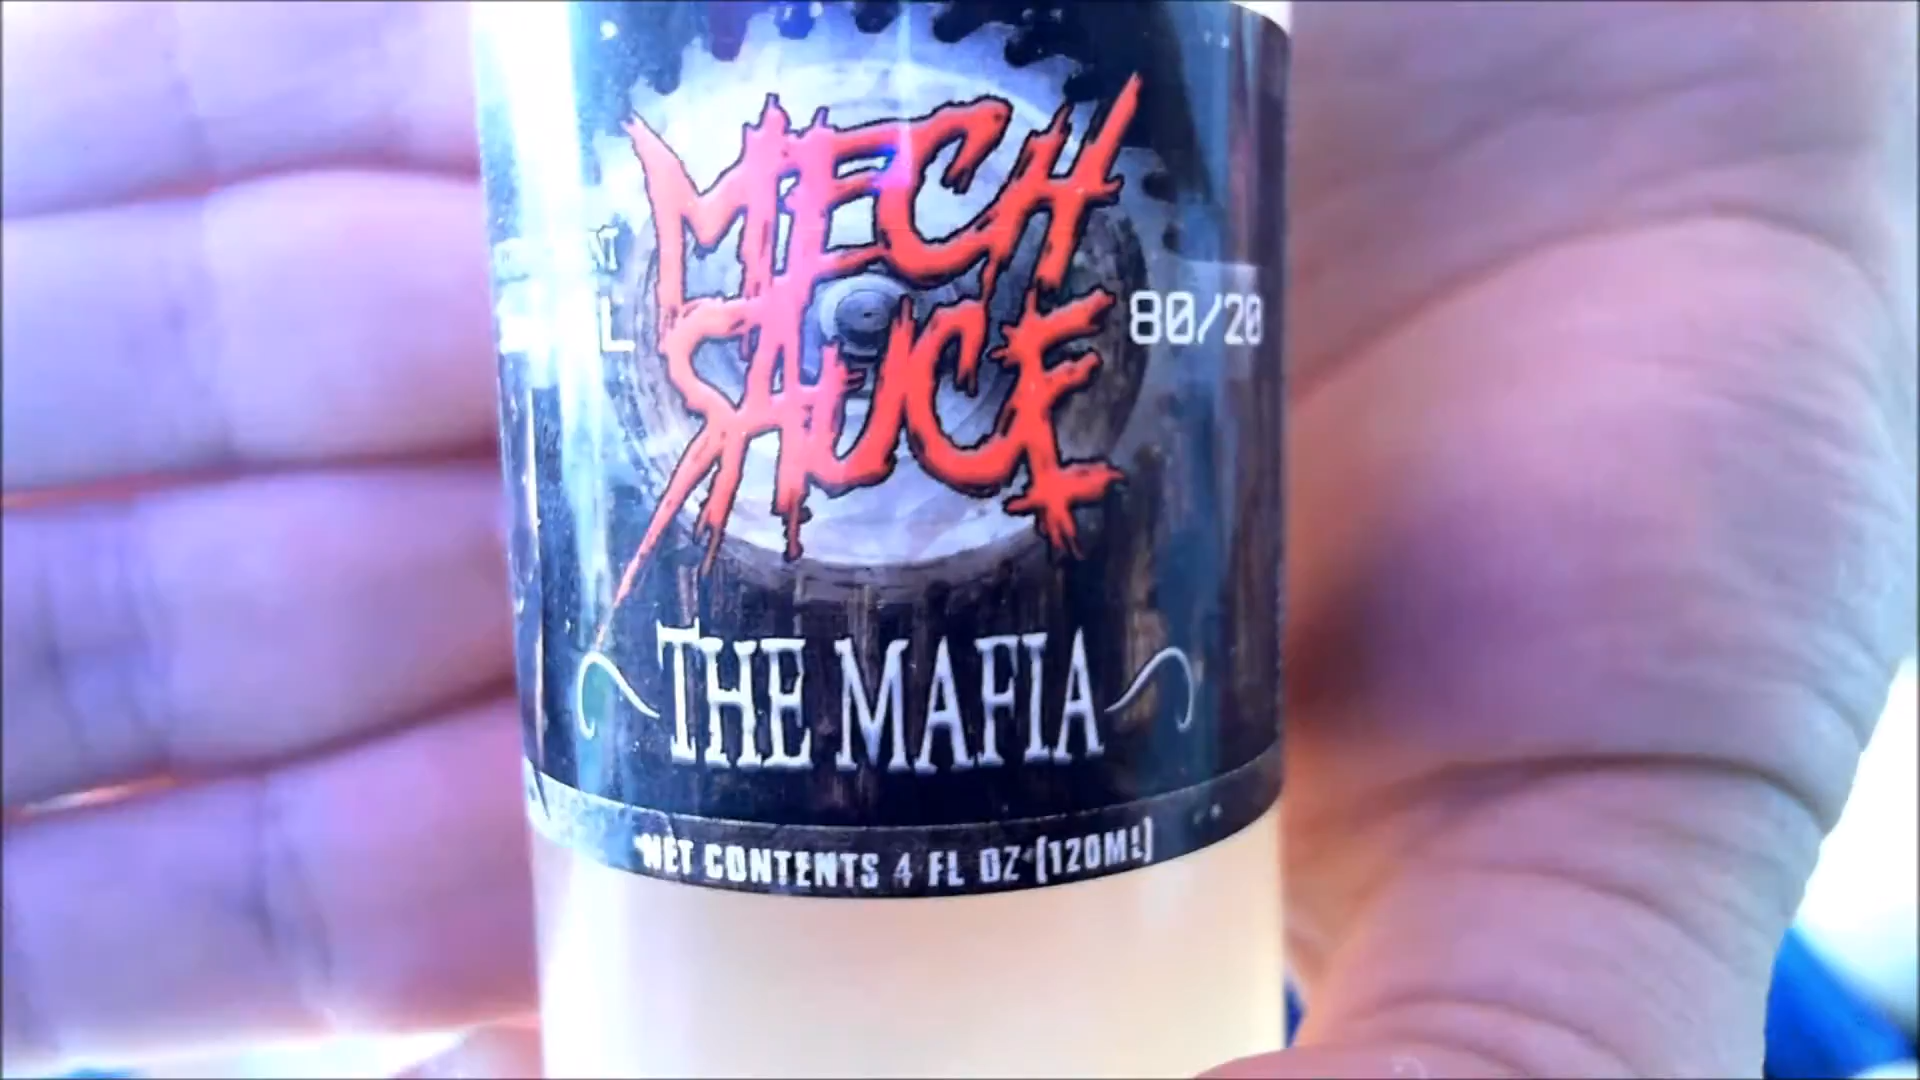 MECH
SAUCE
80/20
THE MAFIA
NET CONTENTS 4 FL OZ (120ML)